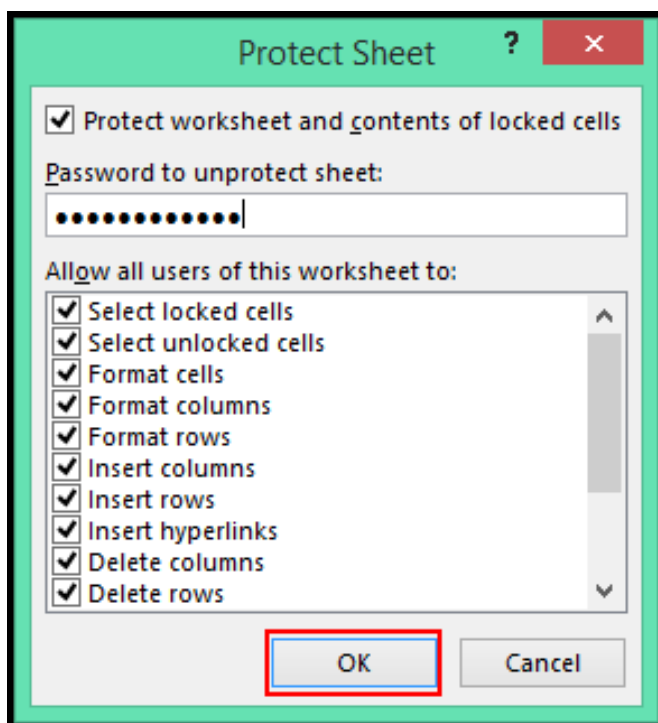 Protect Sheet ? ×
Protect worksheet and contents of locked cells
Password to unprotect sheet:
●●●●●●●●●●●●
Allow all users of this worksheet to:
Select locked cells
Select unlocked cells
Format cells
Format columns
Format rows
Insert columns
Insert rows
Insert hyperlinks
Delete columns
Delete rows
OK Cancel